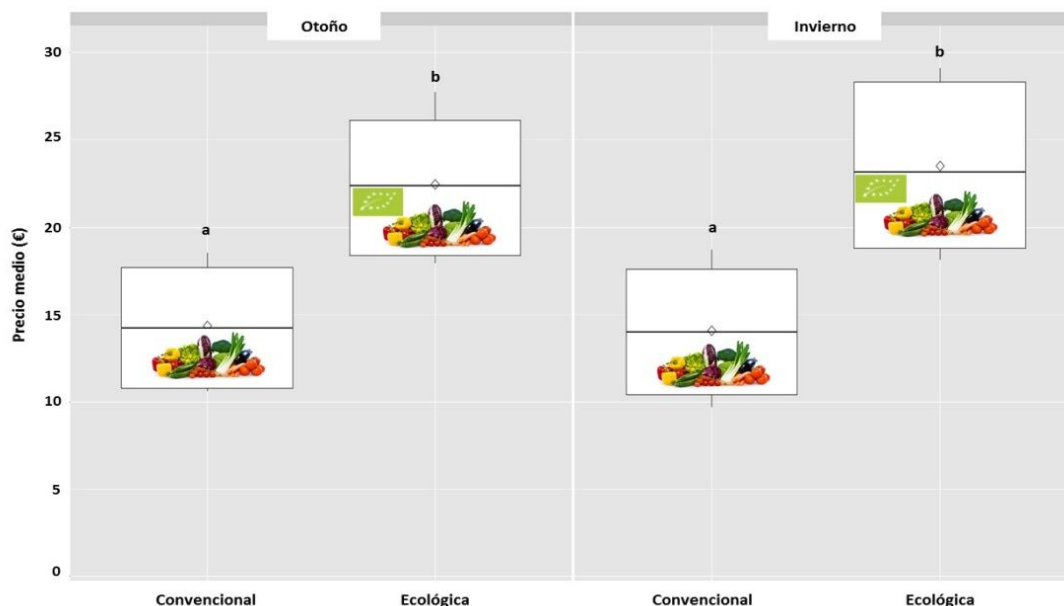 Otoño
Invierno
Precio medio (€)
30
25
20
15
10
5
0
a
b
a
b
Convencional
Ecológica
Convencional
Ecológica